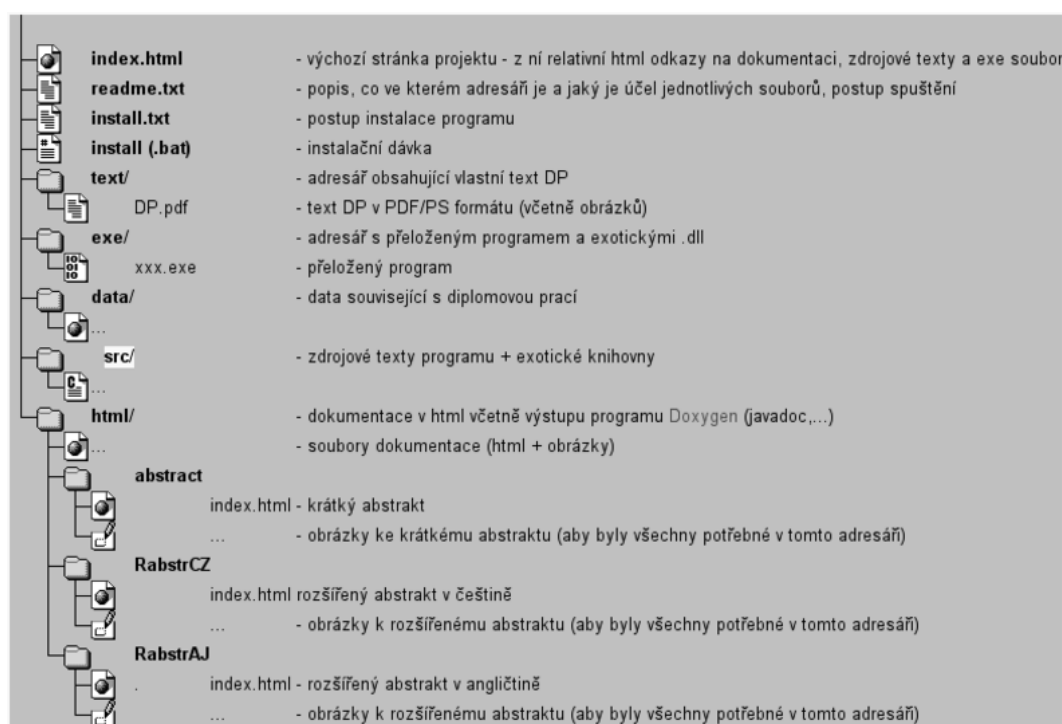 index.html - výchozí stránka projektu - z ní relativní html odkazy na dokumentaci, zdrojové texty a exe soubor
readme.txt - popis, co ve kterém adresáři je a jaký je účel jednotlivých souborů, postup spuštění
install.txt - postup instalace programu
install (.bat) - instalační dávka
text/ - adresář obsahující vlastní text DP
DP.pdf - text DP v PDF/PS formátu (včetně obrázků)
exe/ - adresář s přeloženým programem a exotickými .dll
xxx.exe - přeložený program
data/ - data související s diplomovou prací
...
src/ - zdrojové texty programu + exotické knihovny
...
html/ - dokumentace v html včetně výstupu programu Doxygen (javadoc,...)
... - soubory dokumentace (html + obrázky)
abstract
index.html - krátký abstrakt
... - obrázky ke krátkému abstraktu (aby byly všechny potřebné v tomto adresáři)
RabstrCZ
index.html rozšířený abstrakt v češtině
... - obrázky k rozšířenému abstraktu (aby byly všechny potřebné v tomto adresáři)
RabstrAJ
. index.html - rozšířený abstrakt v angličtině
... - obrázky k rozšířenému abstraktu (aby byly všechny potřebné v tomto adresáři)